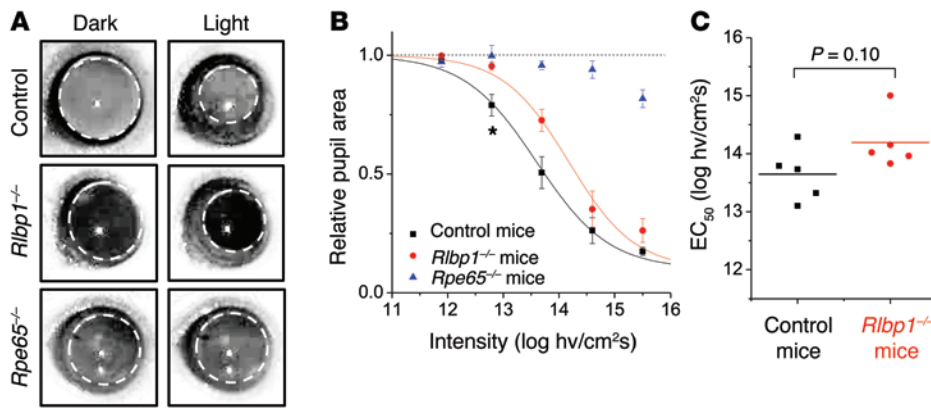 A
Dark
Light
Control
Rlbp1⁻/⁻
Rpe65⁻/⁻
B
Relative pupil area
1.0
0.5
0.0
*
Control mice
Rlbp1⁻/⁻ mice
Rpe65⁻/⁻ mice
11 12 13 14 15 16
Intensity (log hv/cm²s)
C
P = 0.10
EC₅₀ (log hv/cm²s)
16
15
14
13
12
Control
mice
Rlbp1⁻/⁻
mice